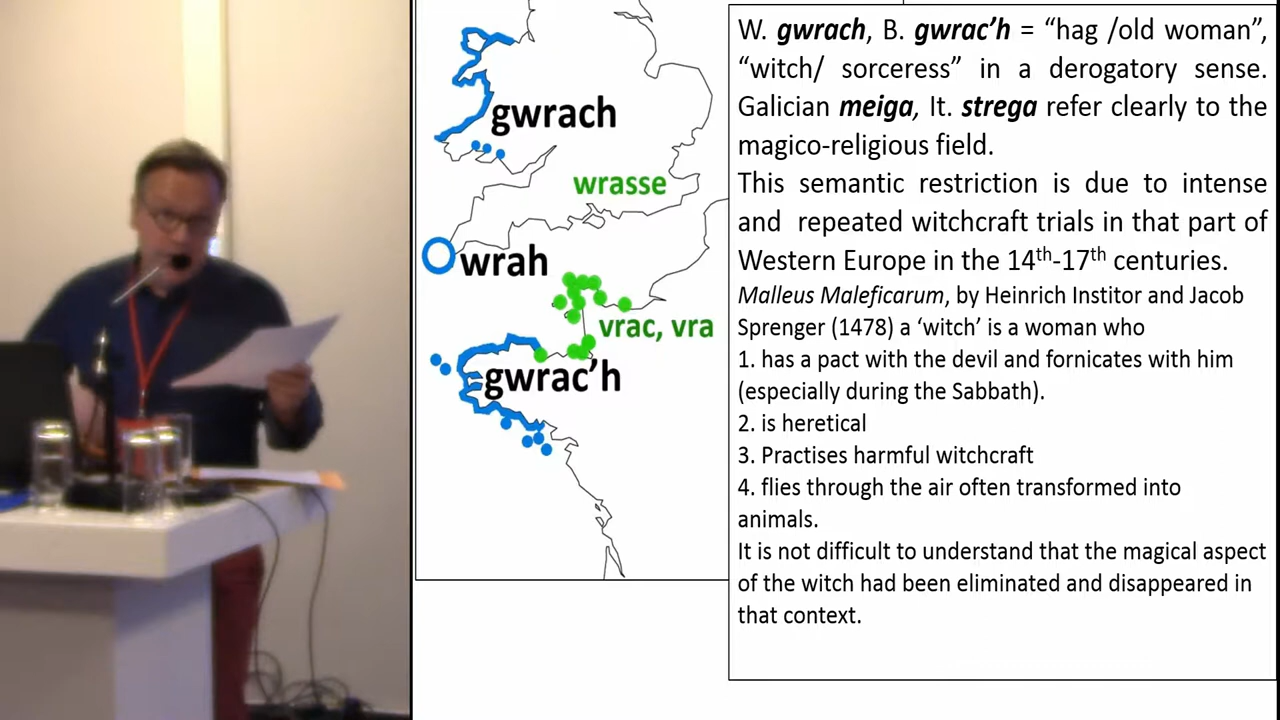 gwrach
wrasse
wrah
vrac, vra
gwrac’h
W. gwrach, B. gwrac’h = “hag /old woman”,
“witch/ sorceress” in a derogatory sense.
Galician meiga, It. strega refer clearly to the
magico-religious field.
This semantic restriction is due to intense
and repeated witchcraft trials in that part of
Western Europe in the 14th-17th centuries.
Malleus Maleficarum, by Heinrich Institor and Jacob
Sprenger (1478) a ‘witch’ is a woman who
1. has a pact with the devil and fornicates with him
(especially during the Sabbath).
2. is heretical
3. Practises harmful witchcraft
4. flies through the air often transformed into
animals.
It is not difficult to understand that the magical aspect
of the witch had been eliminated and disappeared in
that context.